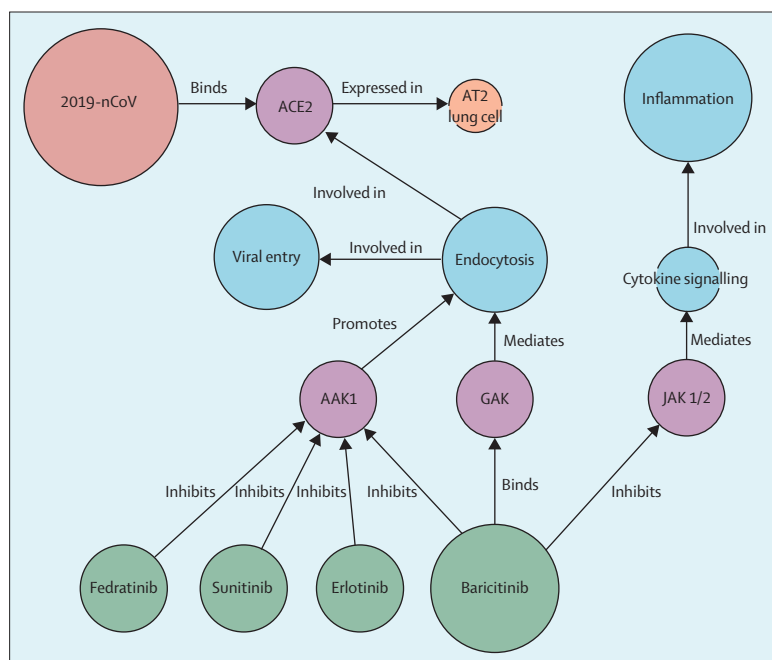 2019-nCoV
Binds
ACE2
Expressed in
AT2
lung cell
Inflammation
Involved in
Viral entry
Involved in
Endocytosis
Involved in
Cytokine signalling
Promotes
Mediates
Mediates
AAK1
GAK
JAK 1/2
Inhibits
Inhibits
Inhibits
Inhibits
Binds
Inhibits
Fedratinib
Sunitinib
Erlotinib
Baricitinib